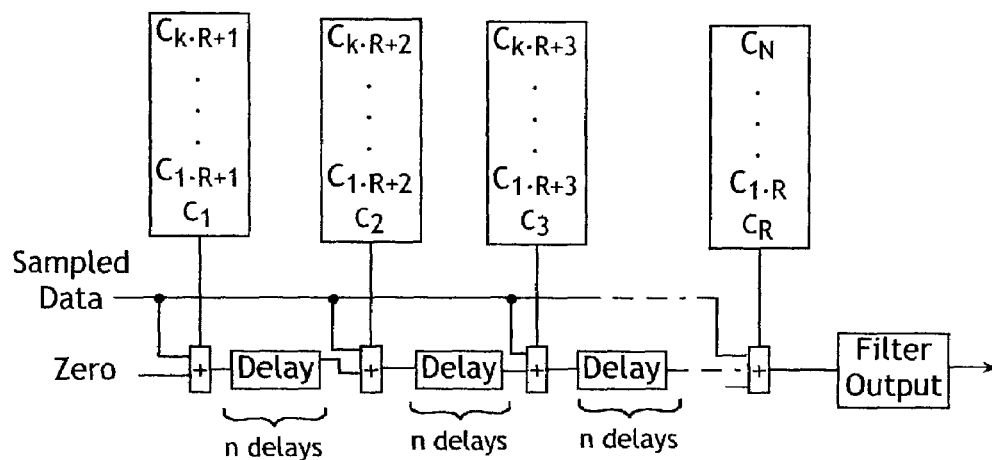 C_{k·R+1}
.
.
.
C_{1·R+1}
C_1
C_{k·R+2}
.
.
.
C_{1·R+2}
C_2
C_{k·R+3}
.
.
.
C_{1·R+3}
C_3
C_N
.
.
.
C_{1·R}
C_R
Sampled
Data
Zero
+
Delay
+
Delay
+
Delay
+
Filter
Output
n delays
n delays
n delays